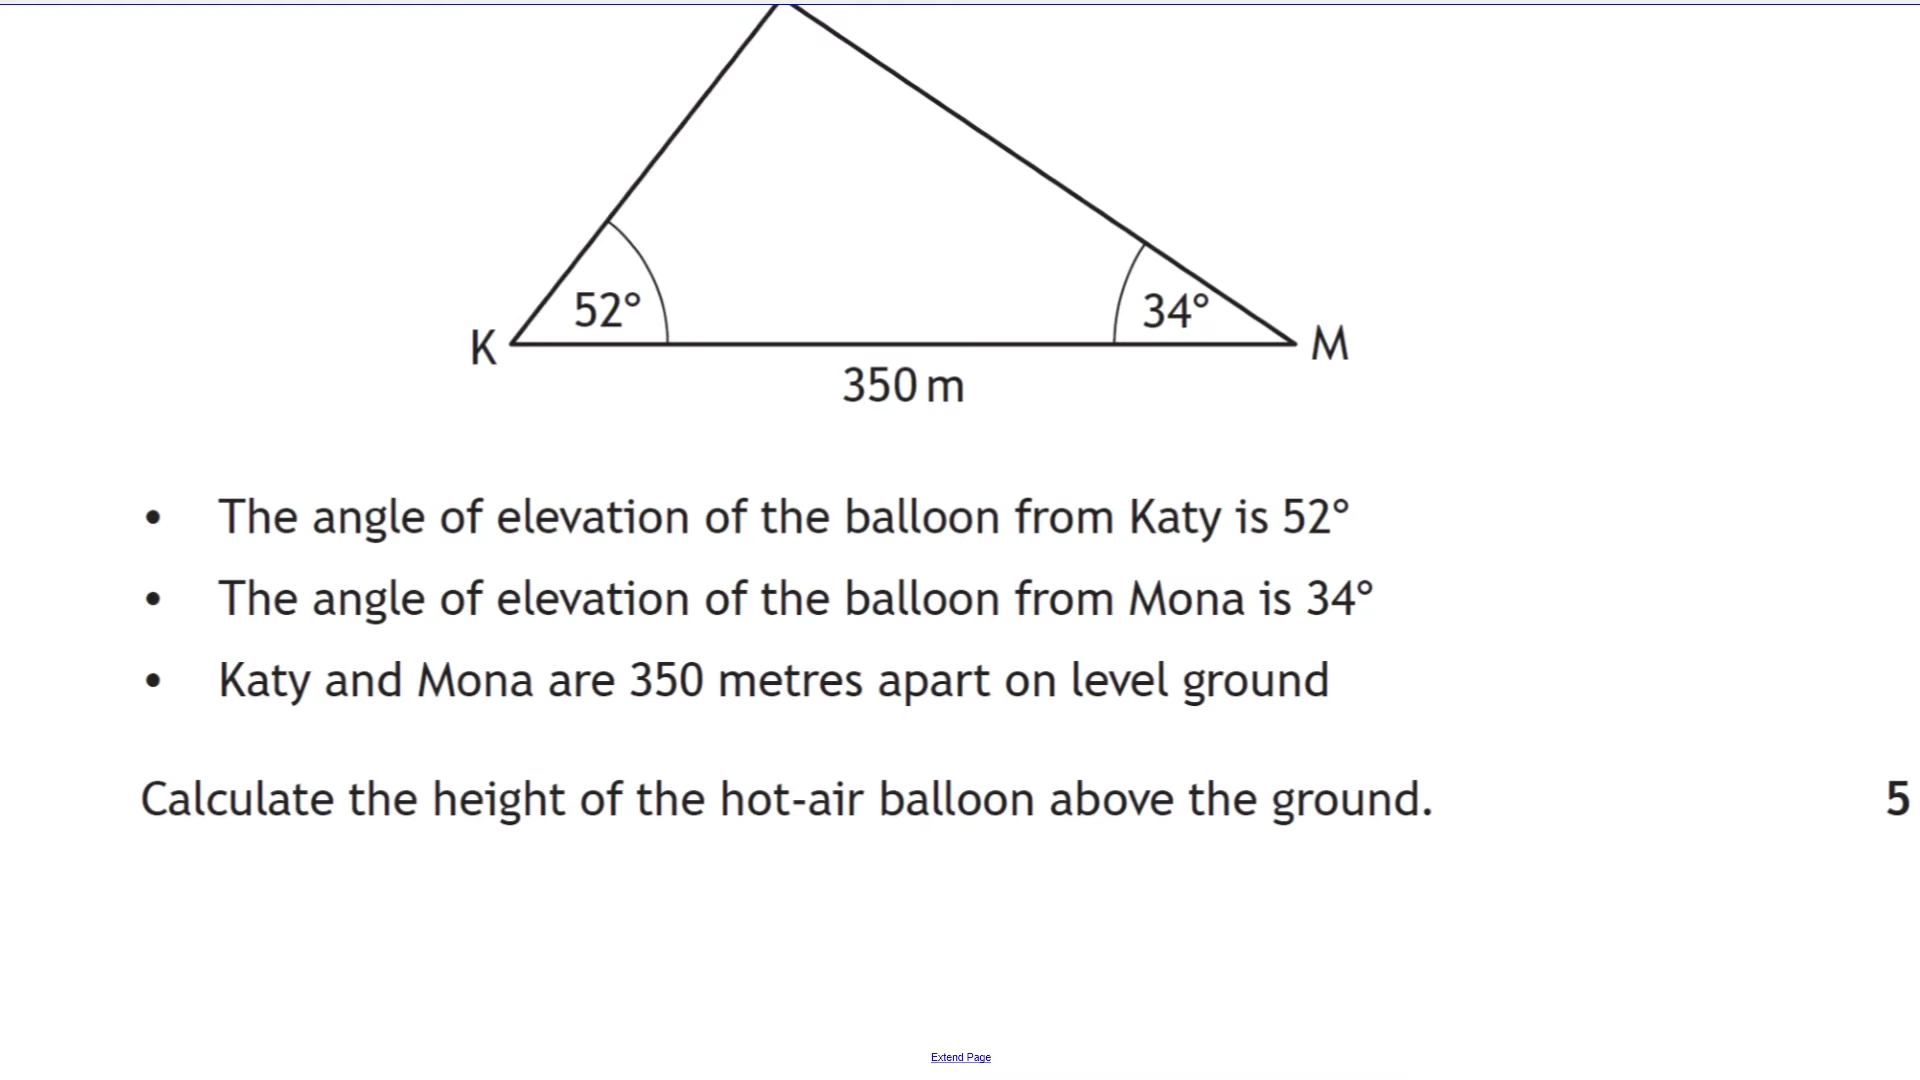 52°
34°
K
M
350 m
• The angle of elevation of the balloon from Katy is 52°
• The angle of elevation of the balloon from Mona is 34°
• Katy and Mona are 350 metres apart on level ground
Calculate the height of the hot-air balloon above the ground. 5
Extend Page